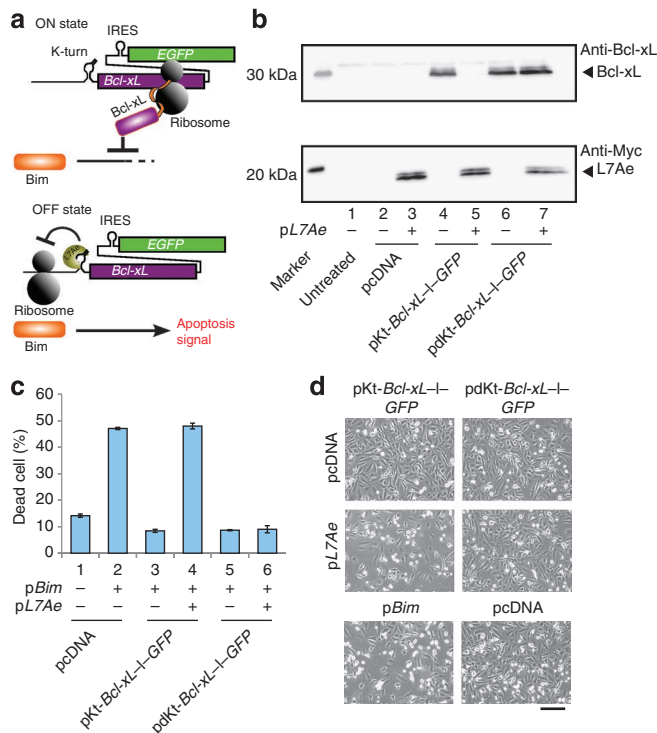 a
ON state
IRES
EGFP
K-turn
Bcl-xL
Bcl-xL
Ribosome
Bim
OFF state
IRES
L7Ae
EGFP
Bcl-xL
Ribosome
Bim
Apoptosis
signal
b
Anti-Bcl-xL
30 kDa
Bcl-xL
Anti-Myc
20 kDa
L7Ae
1 2 3 4 5 6 7
pL7Ae – – + – + – +
Marker
Untreated
pcDNA
pKt-Bcl-xL–I–GFP
pdKt-Bcl-xL–I–GFP
c
60
50
40
30
20
10
0
Dead cell (%)
1 2 3 4 5 6
pBim – + + + + +
pL7Ae – – – + – +
pcDNA
pKt-Bcl-xL–I–GFP
pdKt-Bcl-xL–I–GFP
d
pKt-Bcl-xL–I–
GFP
pdKt-Bcl-xL–I–
GFP
pcDNA
pL7Ae
pBim
pcDNA